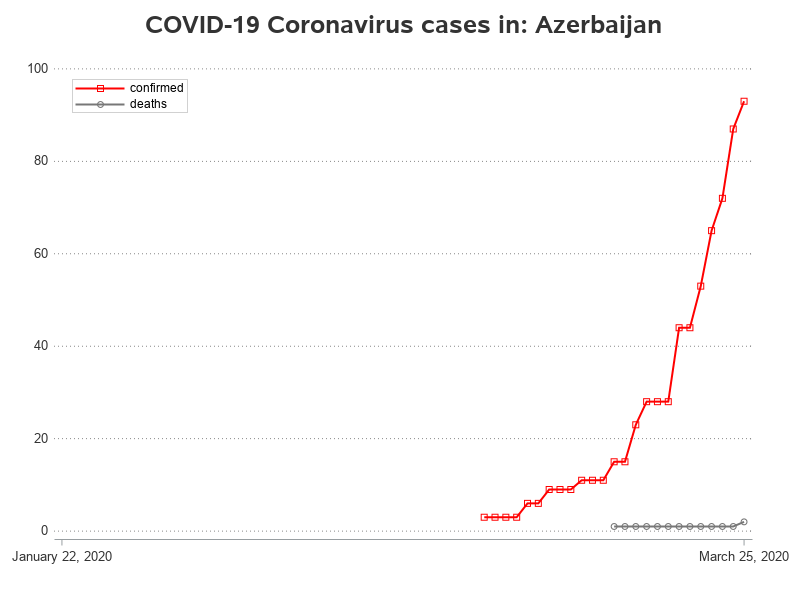 COVID-19 Coronavirus cases in: Azerbaijan
100
confirmed
deaths
80
60
40
20
0
January 22, 2020
March 25, 2020